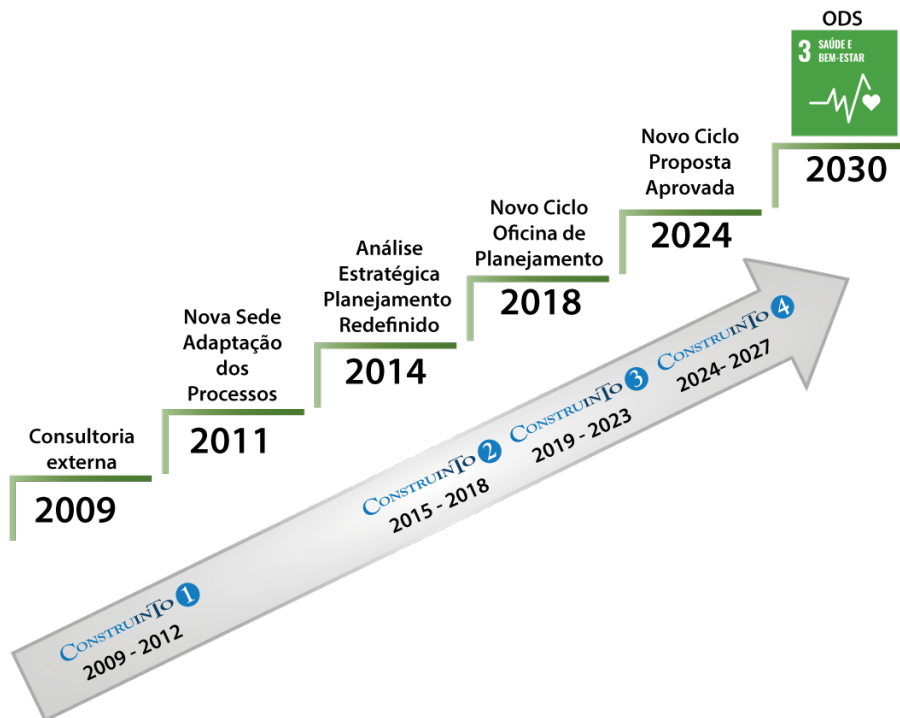 Consultoria
externa
2009
Nova Sede
Adaptação
dos
Processos
2011
Análise
Estratégica
Planejamento
Redefinido
2014
Novo Ciclo
Oficina de
Planejamento
2018
Novo Ciclo
Proposta
Aprovada
2024
ODS
3 SAÚDE E
BEM-ESTAR
2030
CONSTRUINTO 1
2009 - 2012
CONSTRUINTO 2
2015 - 2018
CONSTRUINTO 3
2019 - 2023
CONSTRUINTO 4
2024- 2027